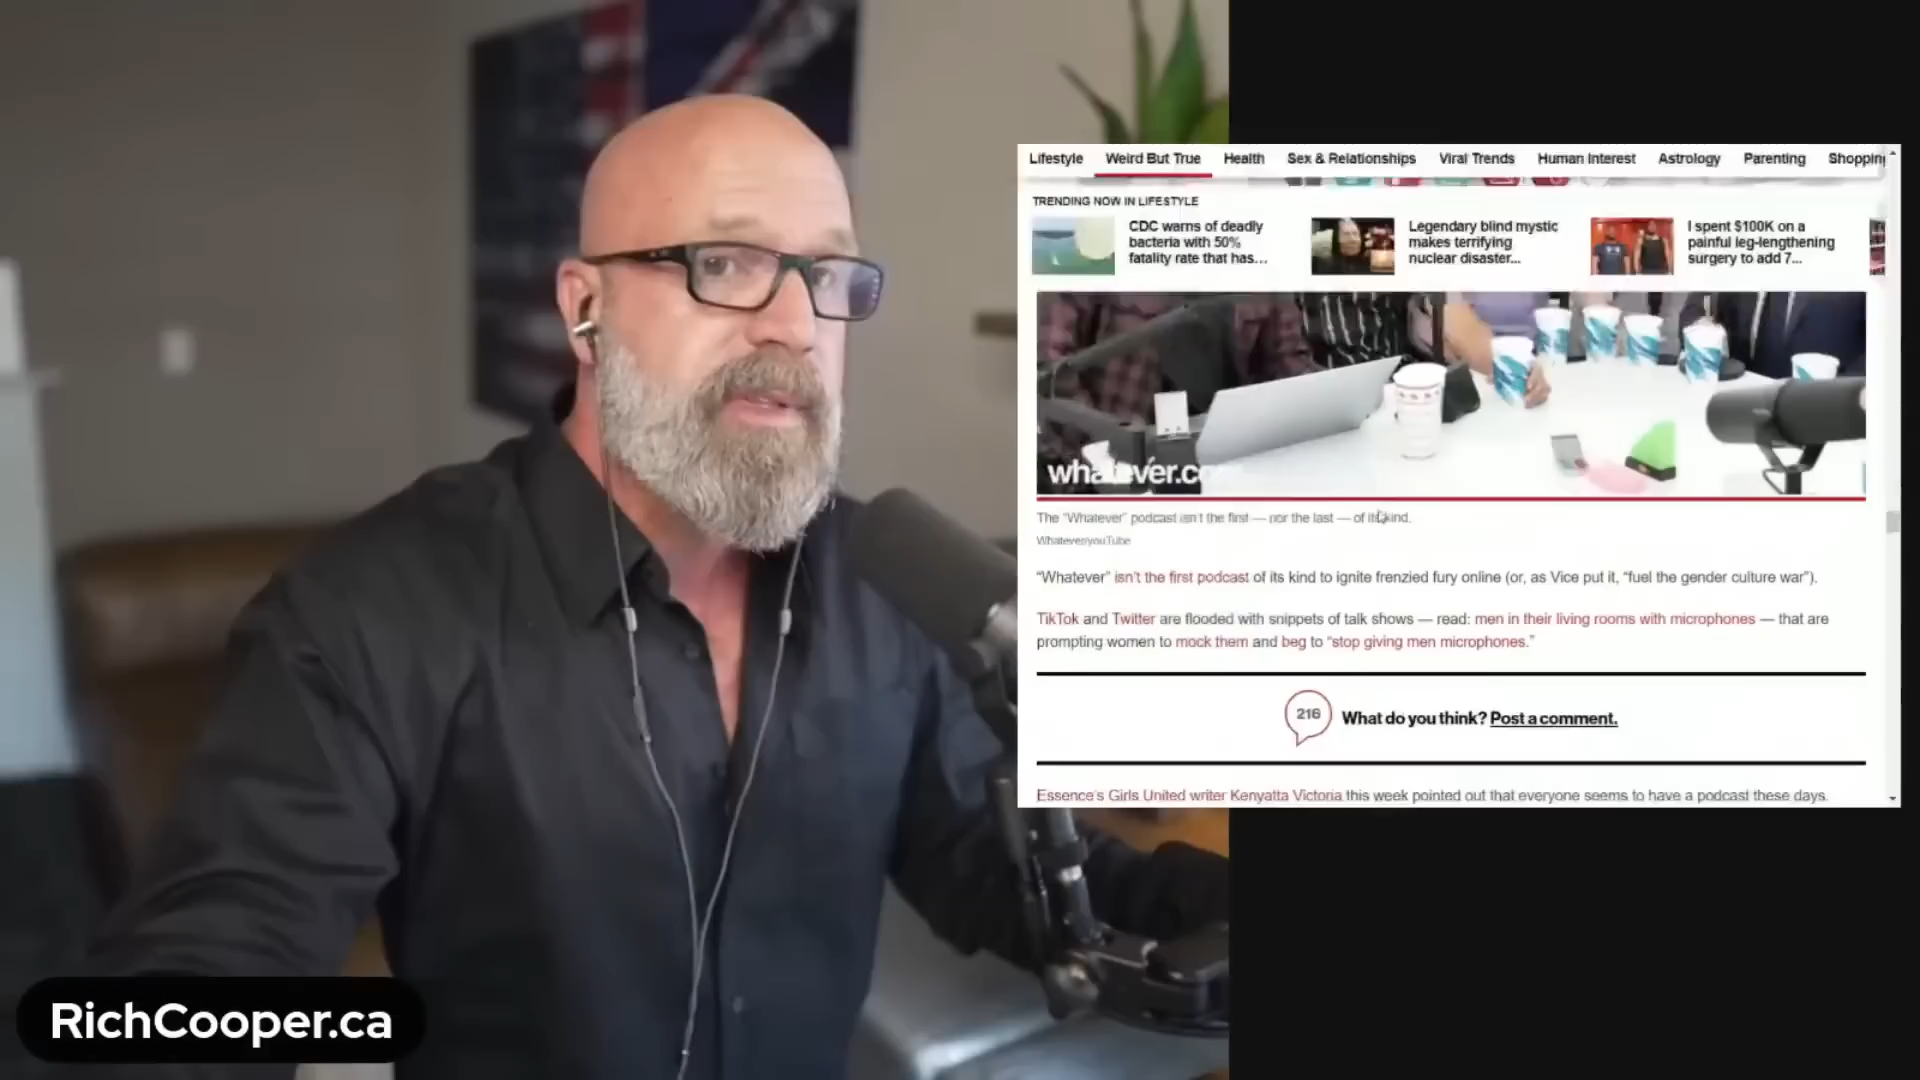 Lifestyle Weird But True Health Sex & Relationships Viral Trends Human Interest Astrology Parenting Shopping
TRENDING NOW IN LIFESTYLE
CDC warns of deadly
bacteria with 50%
fatality rate that has...
Legendary blind mystic
makes terrifying
nuclear disaster...
I spent $100K on a
painful leg-lengthening
surgery to add 7...
whatever.co
The “Whatever” podcast isn't the first — nor the last — of its kind.
Whatever/youTube
“Whatever” isn't the first podcast of its kind to ignite frenzied fury online (or, as Vice put it, “fuel the gender culture war”).
TikTok and Twitter are flooded with snippets of talk shows — read: men in their living rooms with microphones — that are
prompting women to mock them and beg to “stop giving men microphones.”
216 What do you think? Post a comment.
Essence's Girls United writer Kenyatta Victoria this week pointed out that everyone seems to have a podcast these days.
RichCooper.ca